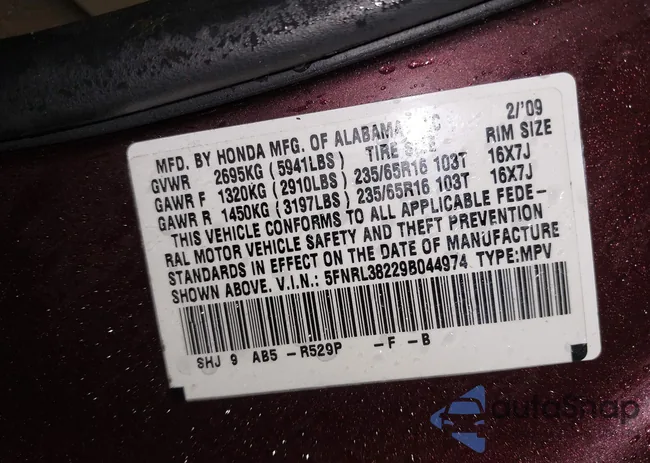 2/'09
MFD. BY HONDA MFG. OF ALABAMA C
GVWR 2695KG (5941LBS) TIRE SIZE RIM SIZE
GAWR F 1320KG (2910LBS) 235/65R16 103T 16X7J
GAWR R 1450KG (3197LBS) 235/65R16 103T 16X7J
THIS VEHICLE CONFORMS TO ALL APPLICABLE FEDE-
RAL MOTOR VEHICLE SAFETY AND THEFT PREVENTION
STANDARDS IN EFFECT ON THE DATE OF MANUFACTURE
SHOWN ABOVE. V.I.N.: 5FNRL38229B044974 TYPE:MPV
SHJ 9 AB5 -R529P -F -B
autoSnap